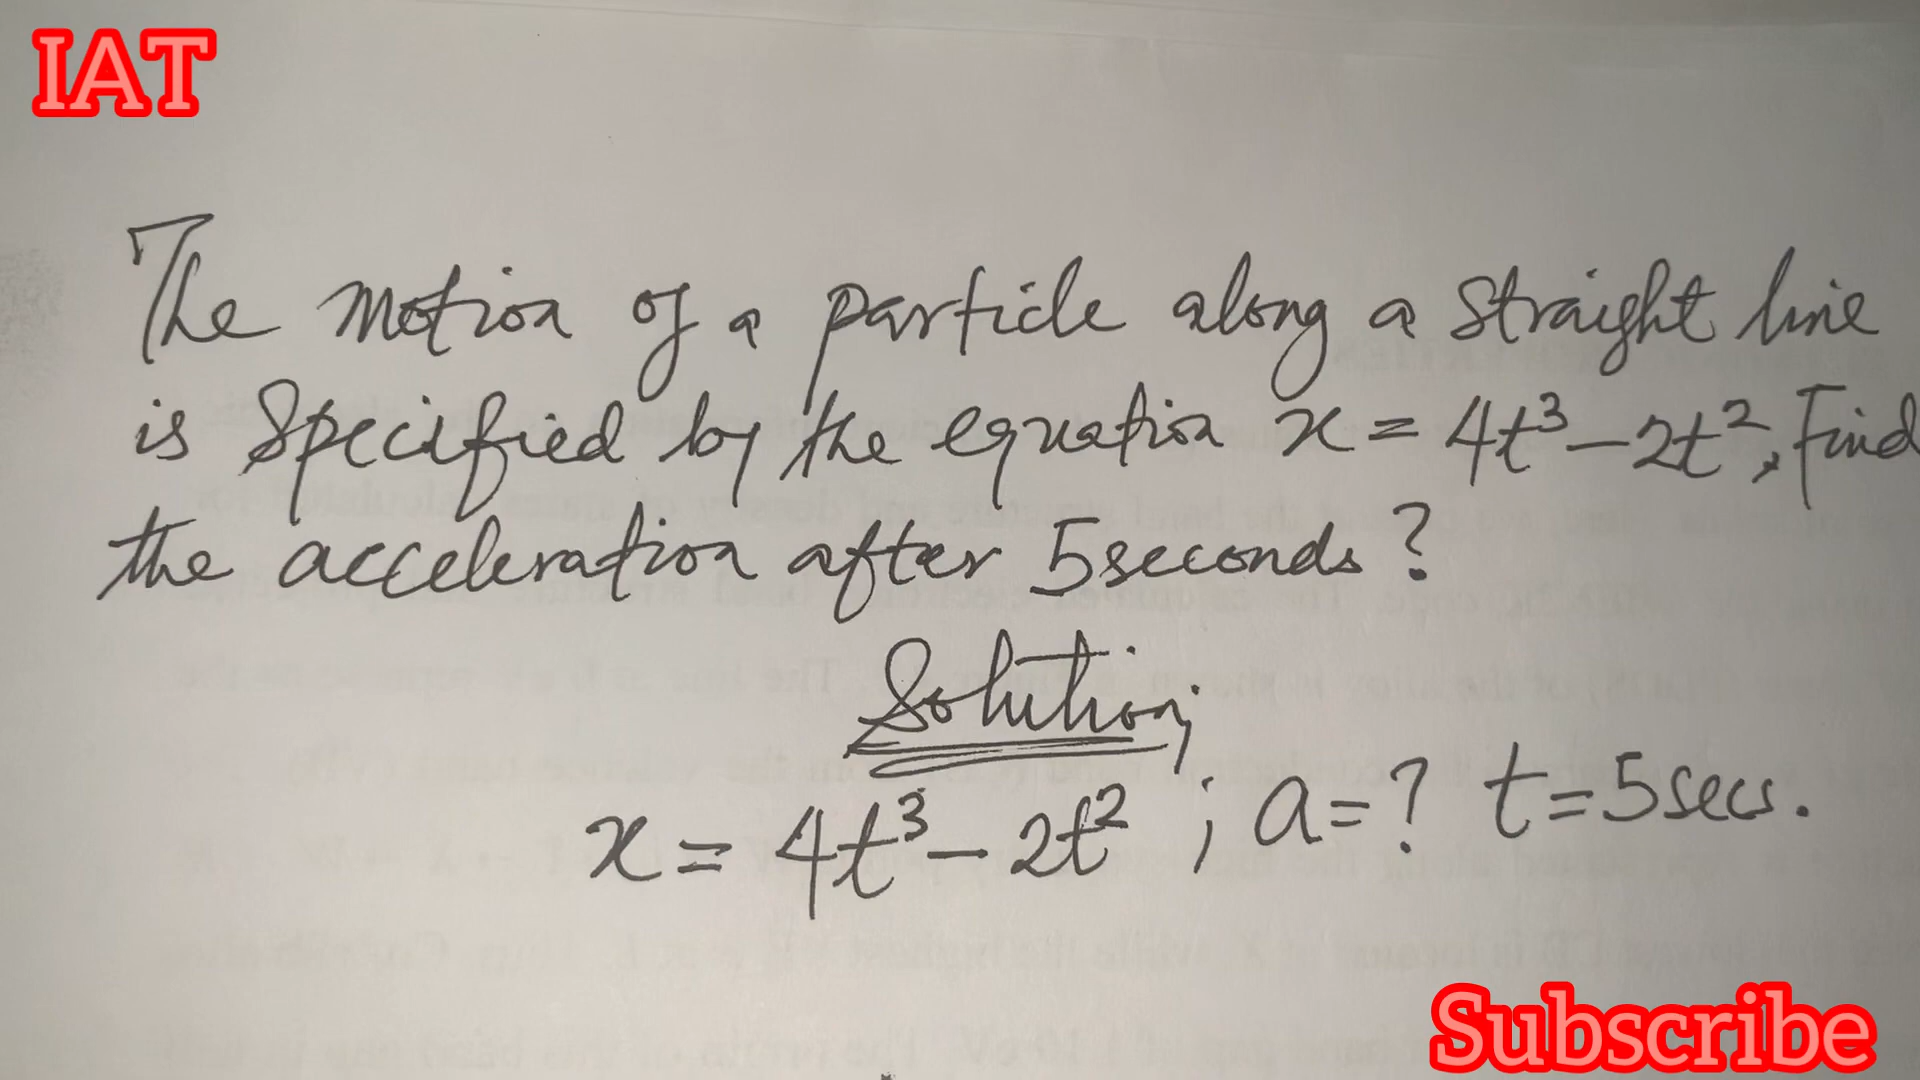 IAT
The motion of a particle along a straight line
is specified by the equation x = 4t³ – 2t², Find
the acceleration after 5 seconds?
Solution;
x = 4t³ – 2t² ; a = ? t = 5 secs.
Subscribe